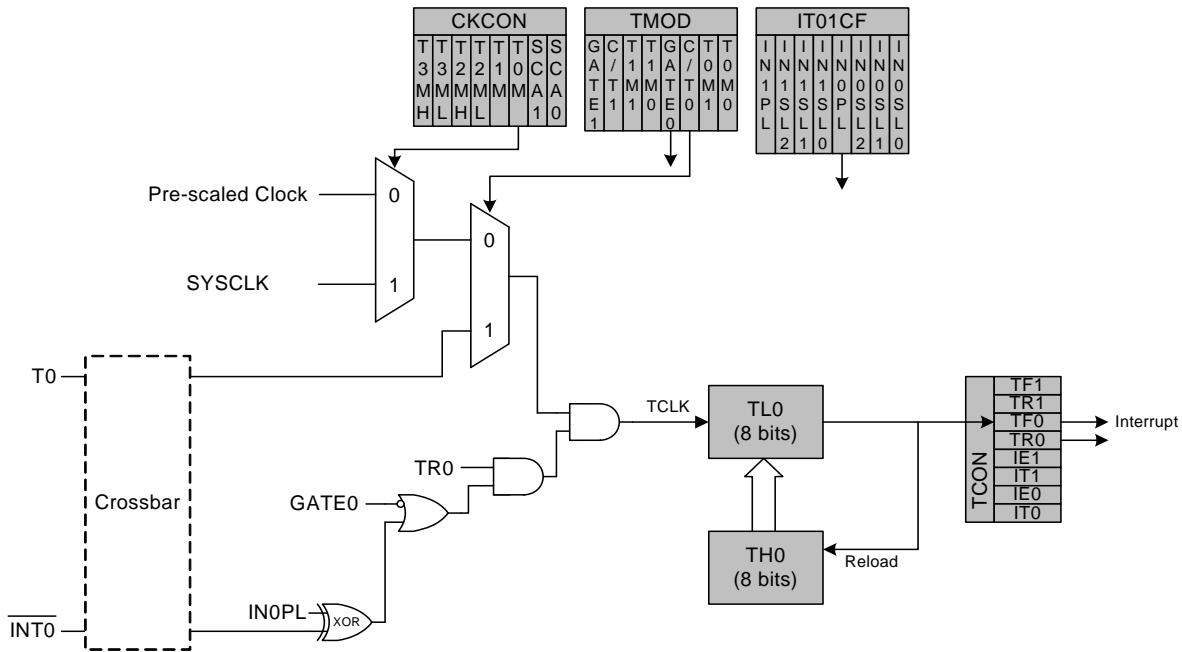 CKCON
T3MH
T3ML
T2MH
T2ML
T1M
T0M
SCA1
SCA0
TMOD
GATE1
C/T1
T1M1
T1M0
GATE0
C/T0
T0M1
T0M0
IT01CF
IN1PL
IN1SL2
IN1SL1
IN1SL0
IN0PL
IN0SL2
IN0SL1
IN0SL0
Pre-scaled Clock
0
SYSCLK
1
0
1
T0
Crossbar
INT0
TR0
GATE0
IN0PL
XOR
TCLK
TL0
(8 bits)
TH0
(8 bits)
Reload
TCON
TF1
TR1
TF0
TR0
IE1
IT1
IE0
IT0
Interrupt